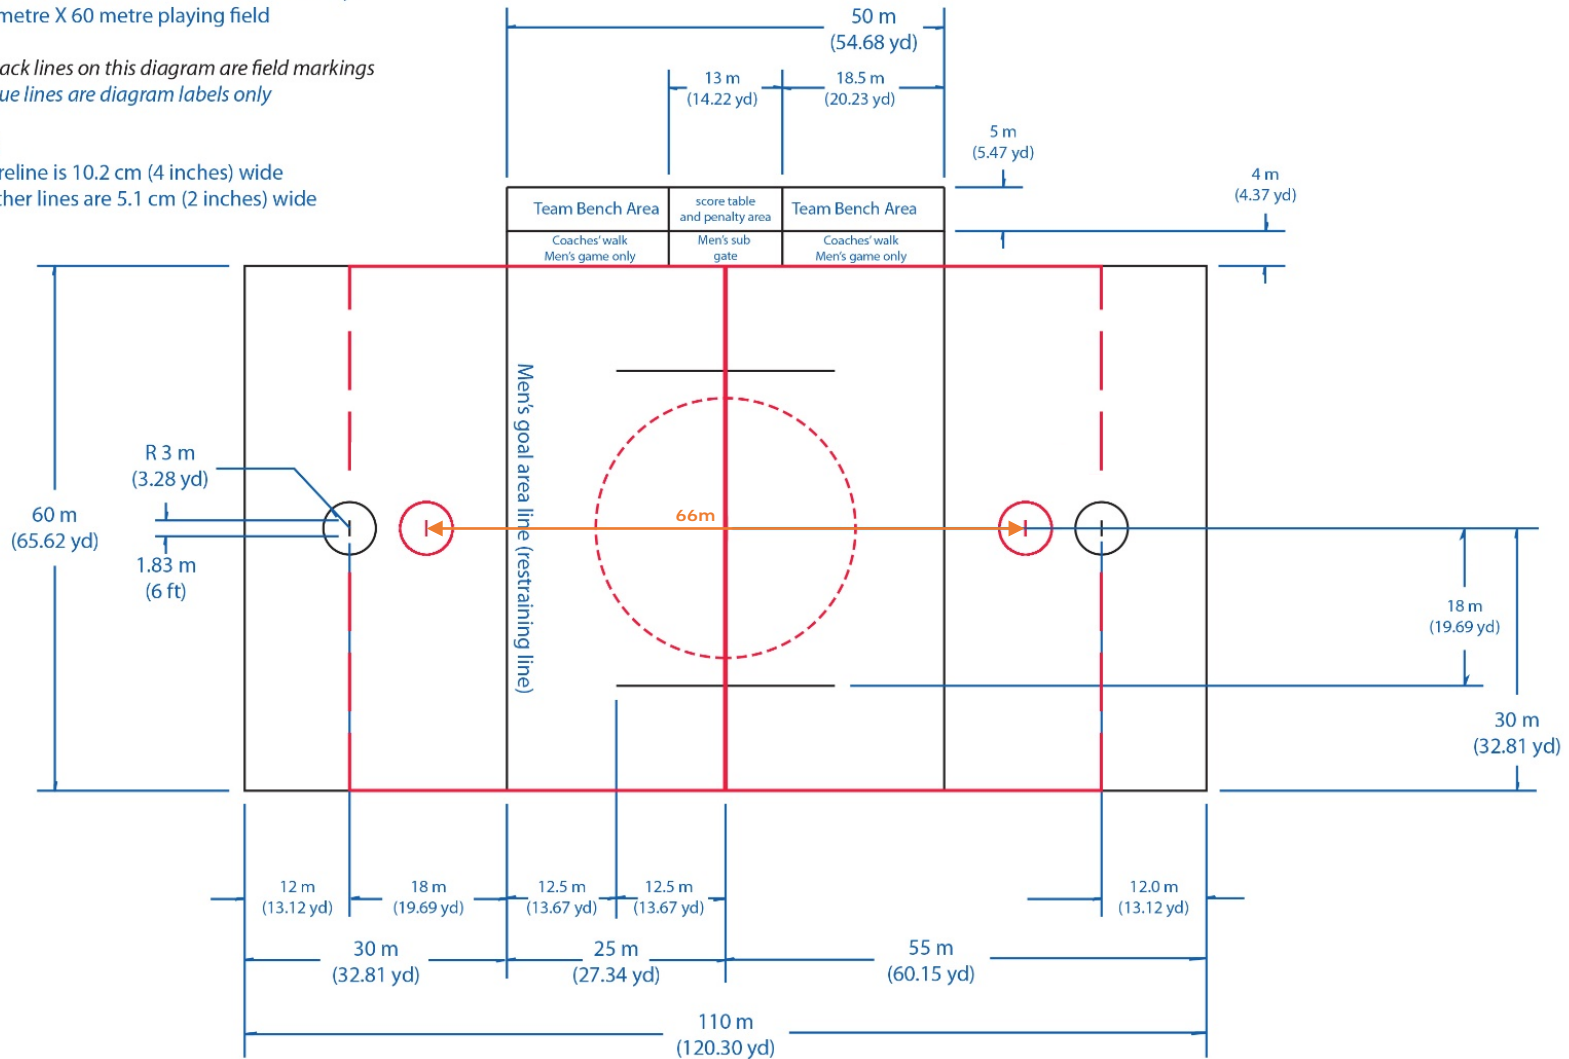 metre X 60 metre playing field
ack lines on this diagram are field markings
ue lines are diagram labels only
reline is 10.2 cm (4 inches) wide
ther lines are 5.1 cm (2 inches) wide
50 m
(54.68 yd)
13 m
(14.22 yd)
18.5 m
(20.23 yd)
5 m
(5.47 yd)
4 m
(4.37 yd)
Team Bench Area
score table
and penalty area
Team Bench Area
Coaches' walk
Men's game only
Men's sub
gate
Coaches' walk
Men's game only
Men's goal area line (restraining line)
R 3 m
(3.28 yd)
60 m
(65.62 yd)
1.83 m
(6 ft)
66m
18 m
(19.69 yd)
30 m
(32.81 yd)
12 m
(13.12 yd)
18 m
(19.69 yd)
12.5 m
(13.67 yd)
12.5 m
(13.67 yd)
12.0 m
(13.12 yd)
30 m
(32.81 yd)
25 m
(27.34 yd)
55 m
(60.15 yd)
110 m
(120.30 yd)